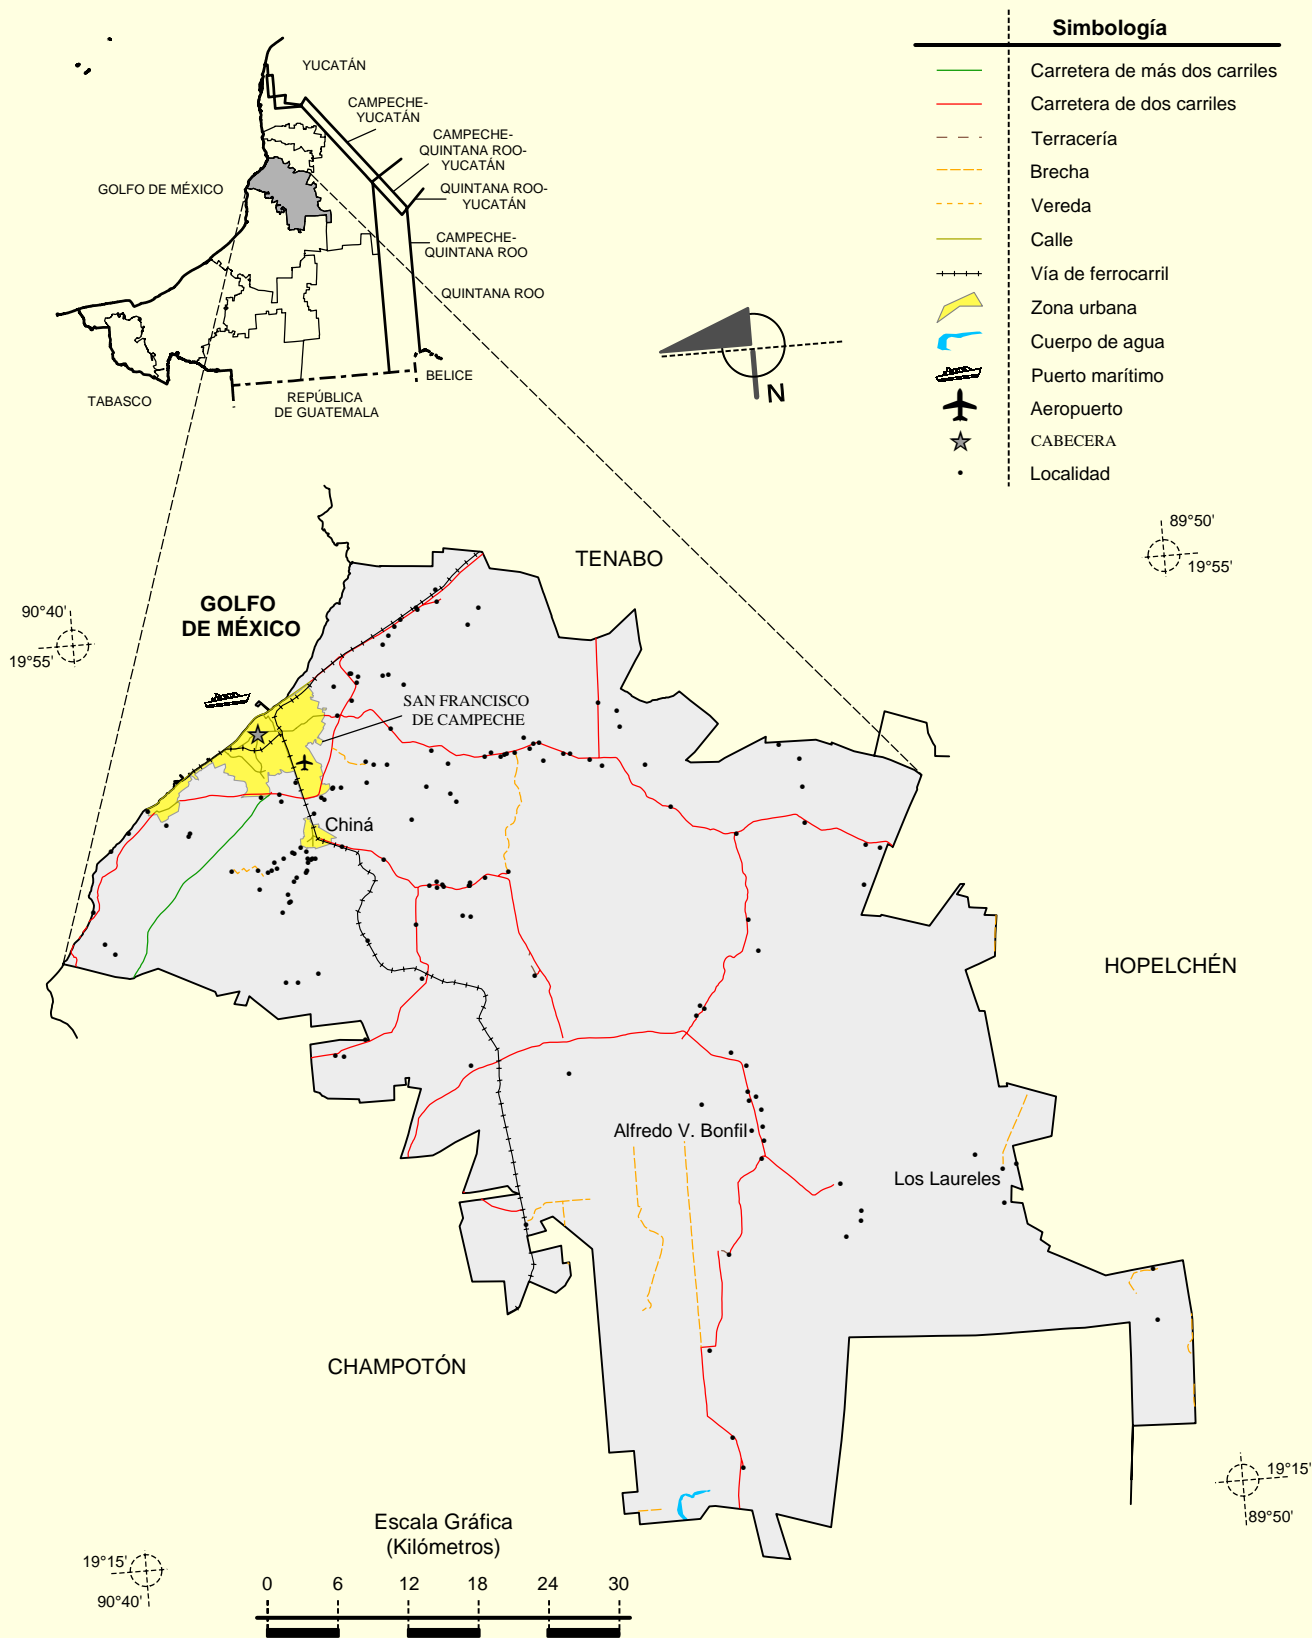 Simbología
Carretera de más dos carriles
Carretera de dos carriles
Terracería
Brecha
Vereda
Calle
Vía de ferrocarril
Zona urbana
Cuerpo de agua
Puerto marítimo
Aeropuerto
CABECERA
Localidad
YUCATÁN
CAMPECHE-
YUCATÁN
CAMPECHE-
QUINTANA ROO-
YUCATÁN
GOLFO DE MÉXICO
QUINTANA ROO-
YUCATÁN
CAMPECHE-
QUINTANA ROO
QUINTANA ROO
BELICE
TABASCO
REPÚBLICA
DE GUATEMALA
N
89°50'
19°55'
TENABO
90°40'
19°55'
GOLFO
DE MÉXICO
SAN FRANCISCO
DE CAMPECHE
Chiná
HOPELCHÉN
Alfredo V. Bonfil
Los Laureles
CHAMPOTÓN
19°15'
89°50'
Escala Gráfica
(Kilómetros)
19°15'
90°40'
0 6 12 18 24 30